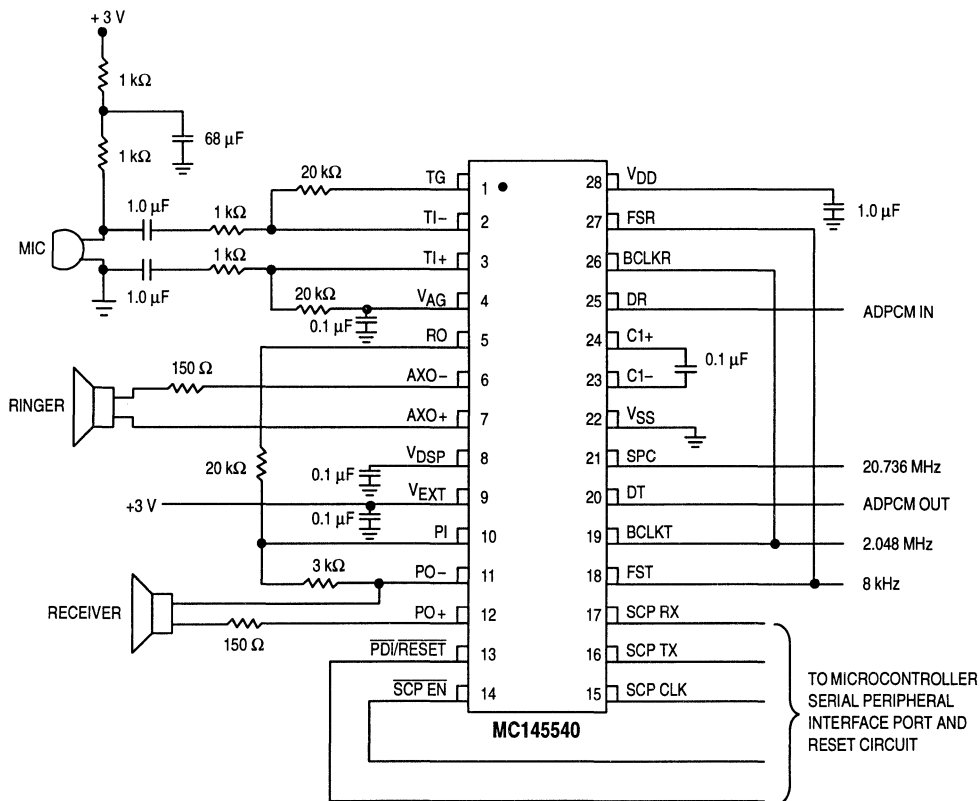 + 3 V
1 kΩ
68 μF
1 kΩ
20 kΩ
TG
1
28
VDD
1.0 μF
1.0 μF
1 kΩ
TI–
2
27
FSR
MIC
1 kΩ
TI+
3
26
BCLKR
1.0 μF
20 kΩ
VAG
4
25
DR
ADPCM IN
0.1 μF
RO
5
24
C1+
0.1 μF
150 Ω
AXO–
6
23
C1–
RINGER
AXO+
7
22
VSS
20 kΩ
VDSP
8
21
SPC
20.736 MHz
0.1 μF
+3 V
VEXT
9
20
DT
ADPCM OUT
0.1 μF
PI
10
19
BCLKT
2.048 MHz
3 kΩ
PO–
11
18
FST
8 kHz
RECEIVER
150 Ω
PO+
12
17
SCP RX
PDI/RESET
13
16
SCP TX
SCP EN
14
15
SCP CLK
TO MICROCONTROLLER
SERIAL PERIPHERAL
INTERFACE PORT AND
RESET CIRCUIT
MC145540